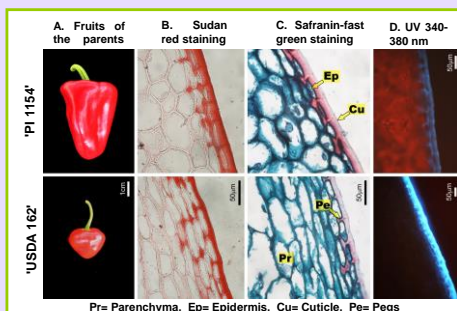 A. Fruits of the parents
B. Sudan red staining
C. Safranin-fast green staining
D. UV 340-380 nm
'PI 1154'
Ep
Cu
50µm
'USDA 162'
1cm
50µm
Pe
Pr
50µm
Pr= Parenchyma, Ep= Epidermis, Cu= Cuticle, Pe= Pegs